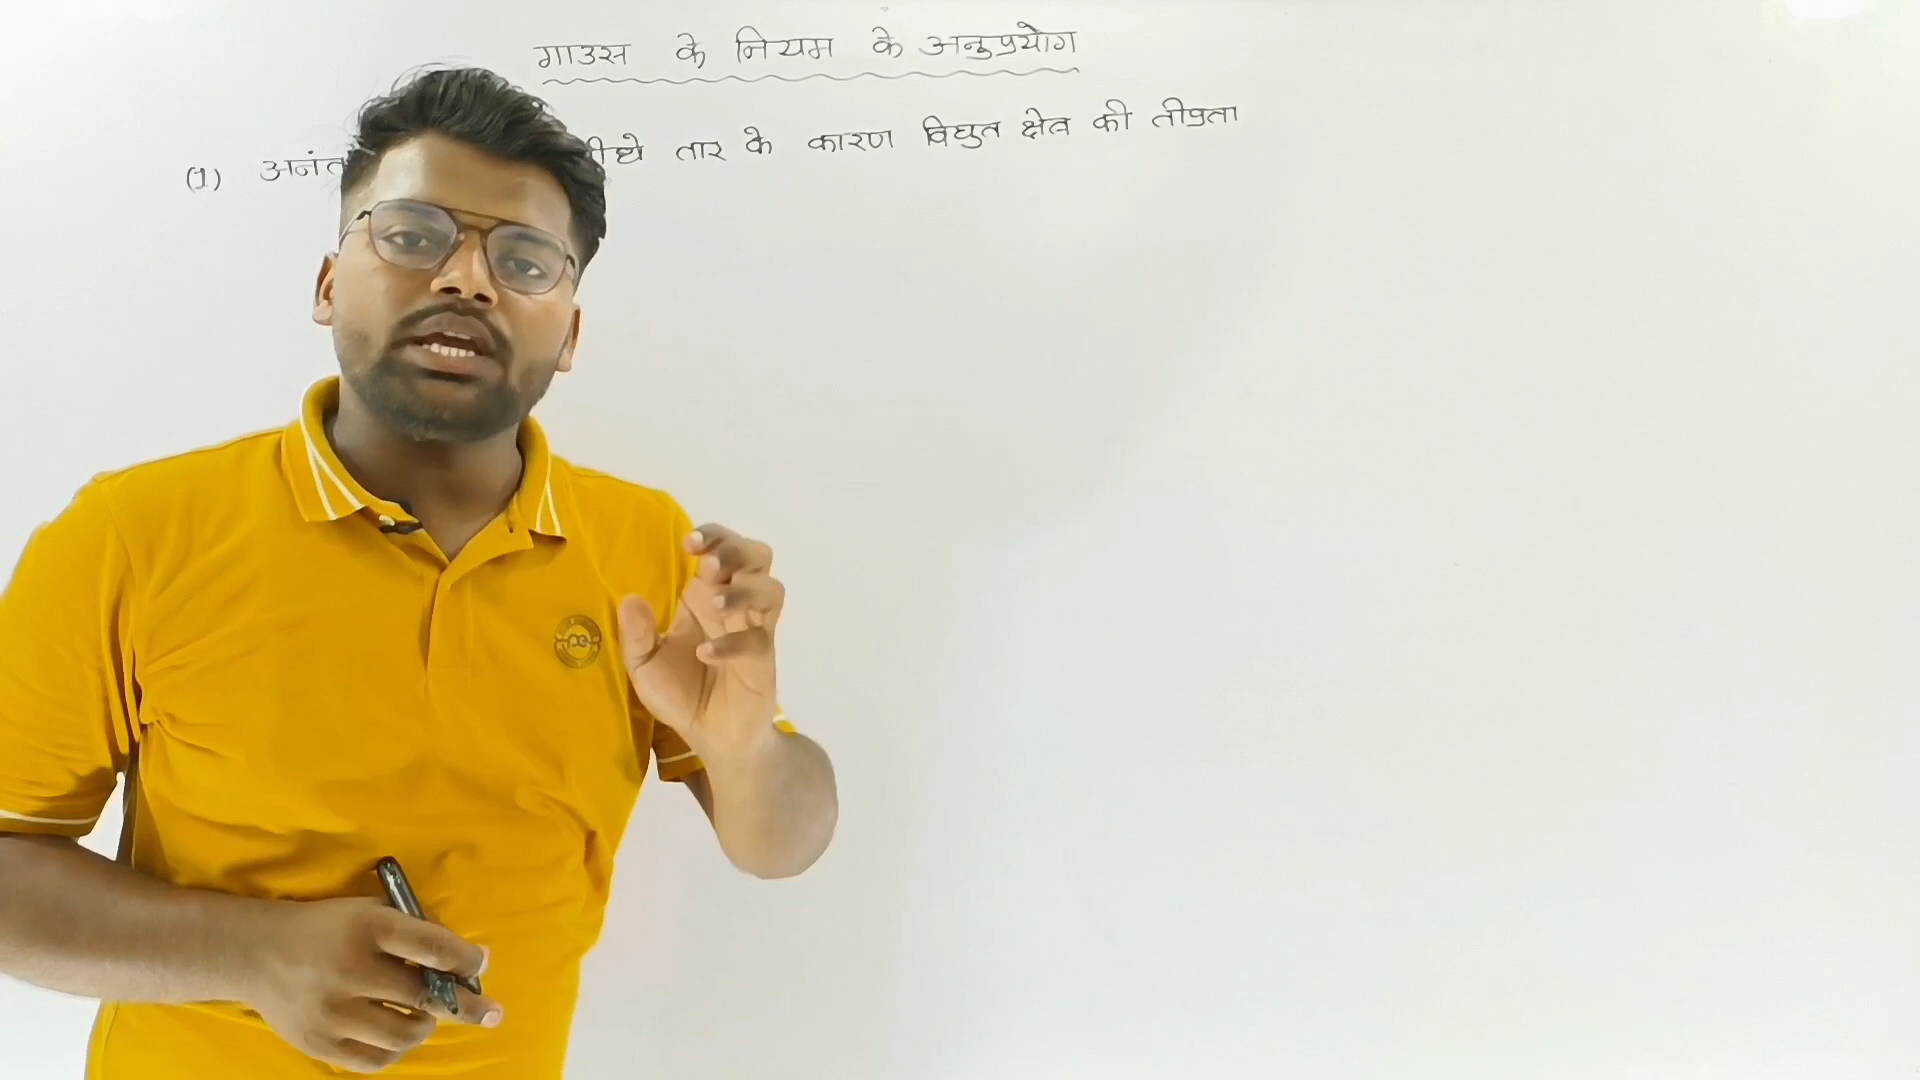 गाउस के नियम के अनुप्रयोग
(1) अनंत तार के कारण विद्युत क्षेत्र की तीव्रता